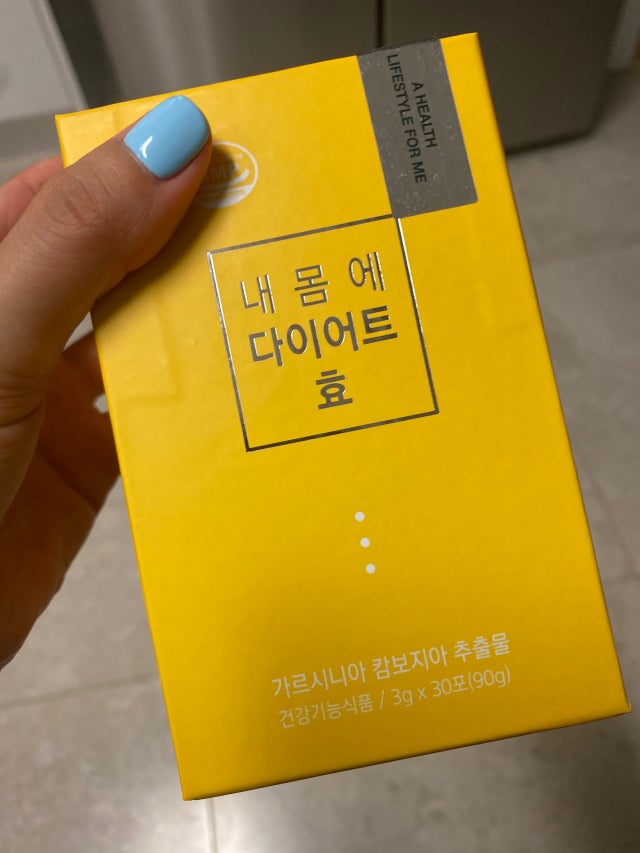 A HEALTH
LIFESTYLE FOR ME
내 몸 에
다이어트
효
가르시니아 캄보지아 추출물
건강기능식품 / 3g x 30포(90g)